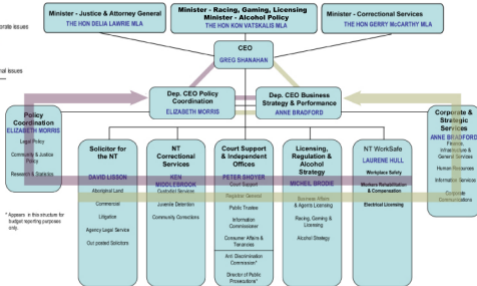 Minister - Justice & Attorney General
THE HON DELIA LAWRIE MLA
Minister - Racing, Gaming, Licensing
Minister - Alcohol Policy
THE HON KON VATSKALIS MLA
Minister - Correctional Services
THE HON GERRY McCARTHY MLA
orate issues
nal issues
CEO
GREG SHANAHAN
Dep. CEO Policy
Coordination
ELIZABETH MORRIS
Dep. CEO Business
Strategy & Performance
ANNE BRADFORD
Policy
Coordination
ELIZABETH MORRIS
Legal Policy
Community & Justice
Policy
Research & Statistics
* Appears in this structure for
budget reporting purposes
only.
Solicitor for
the NT
DAVID LISSON
Aboriginal Land
Commercial
Litigation
Agency Legal Service
Out posted Solicitors
NT
Correctional
Services
KEN
MIDDLEBROOK
Custodial Services
Juvenile Detention
Community Corrections
Court Support
& Independent
Offices
PETER SHOYER
Court Support
Registrar General
Public Trustee
Information
Commissioner
Consumer Affairs &
Tenancies
Anti Discrimination
Commission*
Director of Public
Prosecutions*
Licensing,
Regulation &
Alcohol
Strategy
MICHEIL BRODIE
Business Affairs
& Agents Licensing
Racing, Gaming &
Licensing
Alcohol Strategy
NT WorkSafe
LAURENE HULL
Workplace Safety
Workers Rehabilitation
& Compensation
Electrical Licensing
Corporate &
Strategic
Services
ANNE BRADFORD
Finance,
Infrastructure &
General Services
Human Resources
Information Services
Corporate
Communications